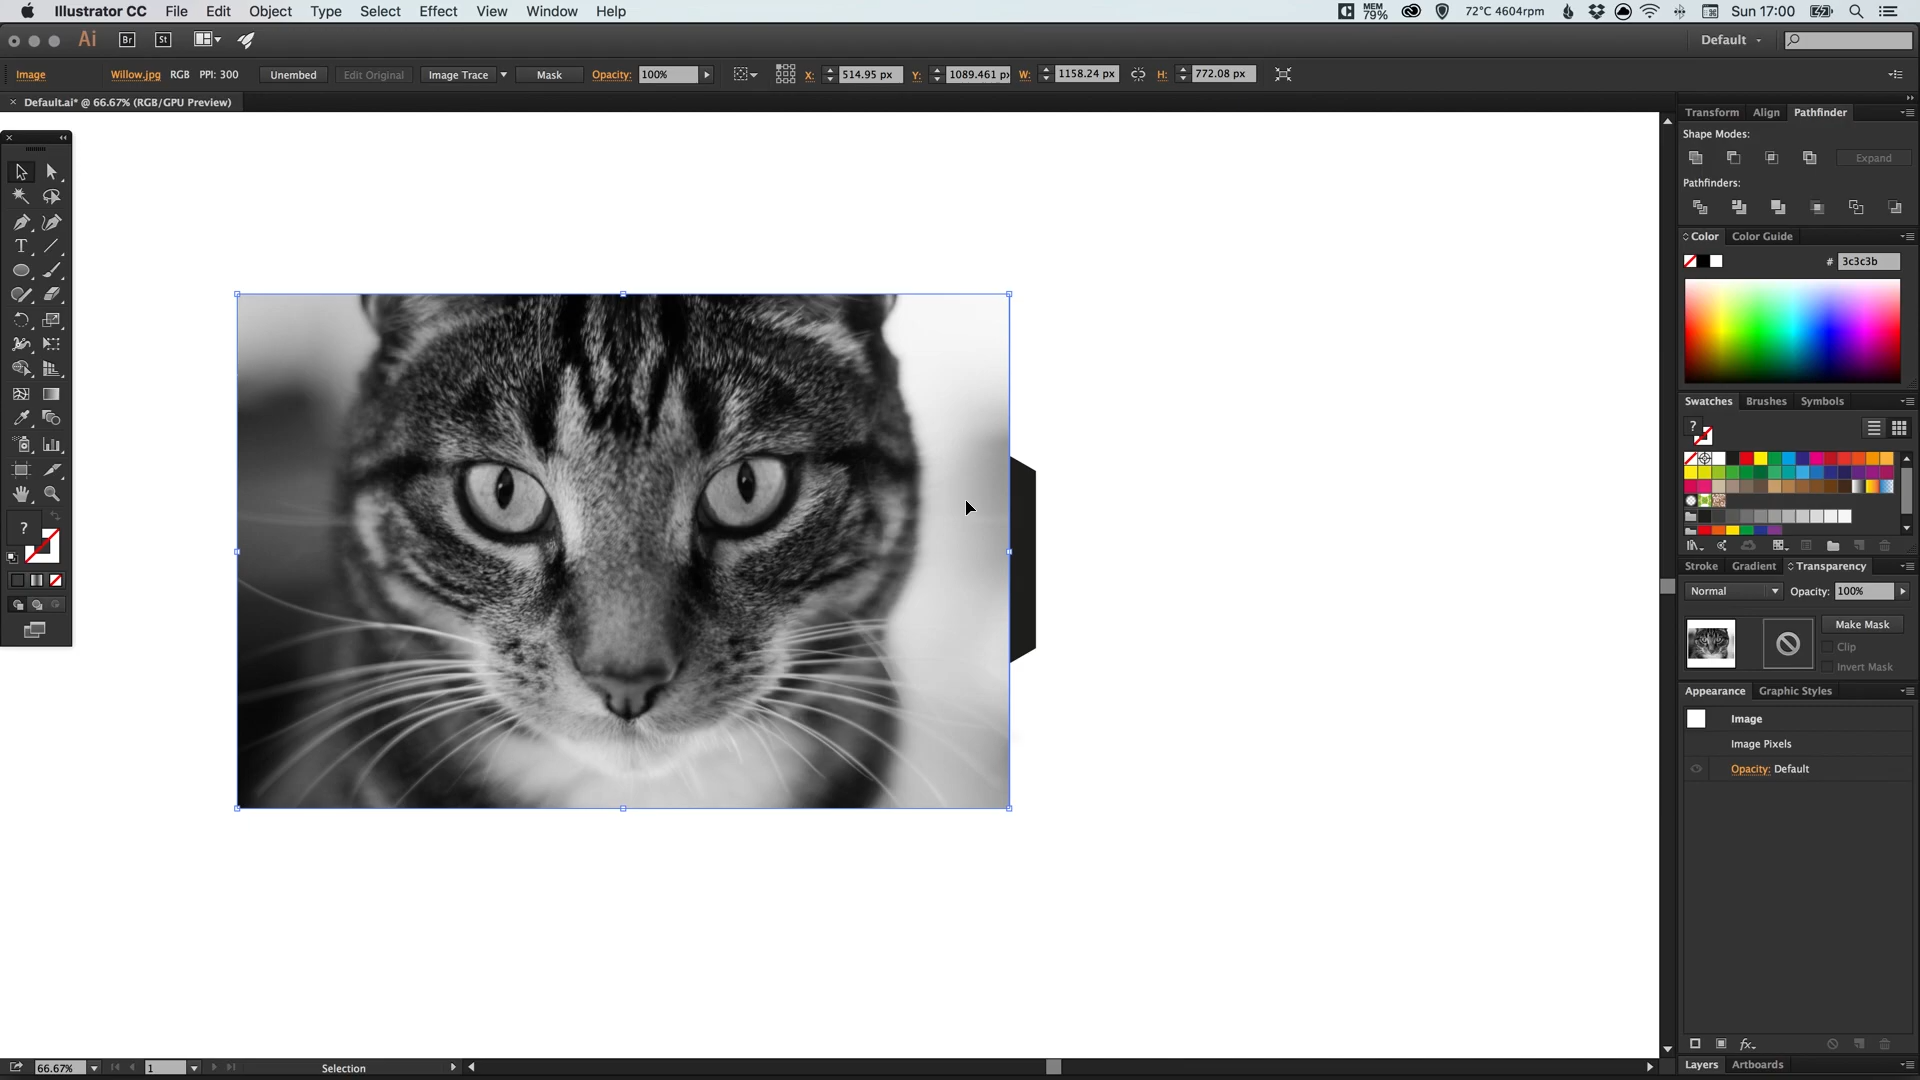 Illustrator CC File Edit Object Type Select Effect View Window Help MEM 79% 72°C 4604rpm Sun 17:00
Ai Br St Default
Image Willow.jpg RGB PPI: 300 Unembed Edit Original Image Trace Mask Opacity: 100% X: 514.95 px Y: 1089.461 px W: 1158.24 px H: 772.08 px
× Default.ai* @ 66.67% (RGB/GPU Preview)
Transform Align Pathfinder
Shape Modes:
Expand
Pathfinders:
Color Color Guide
# 3c3c3b
Swatches Brushes Symbols
?
Stroke Gradient Transparency
Normal Opacity: 100%
Make Mask
Clip
Invert Mask
Appearance Graphic Styles
Image
Image Pixels
Opacity: Default
fx
Layers Artboards
T
?
66.67% 1 Selection